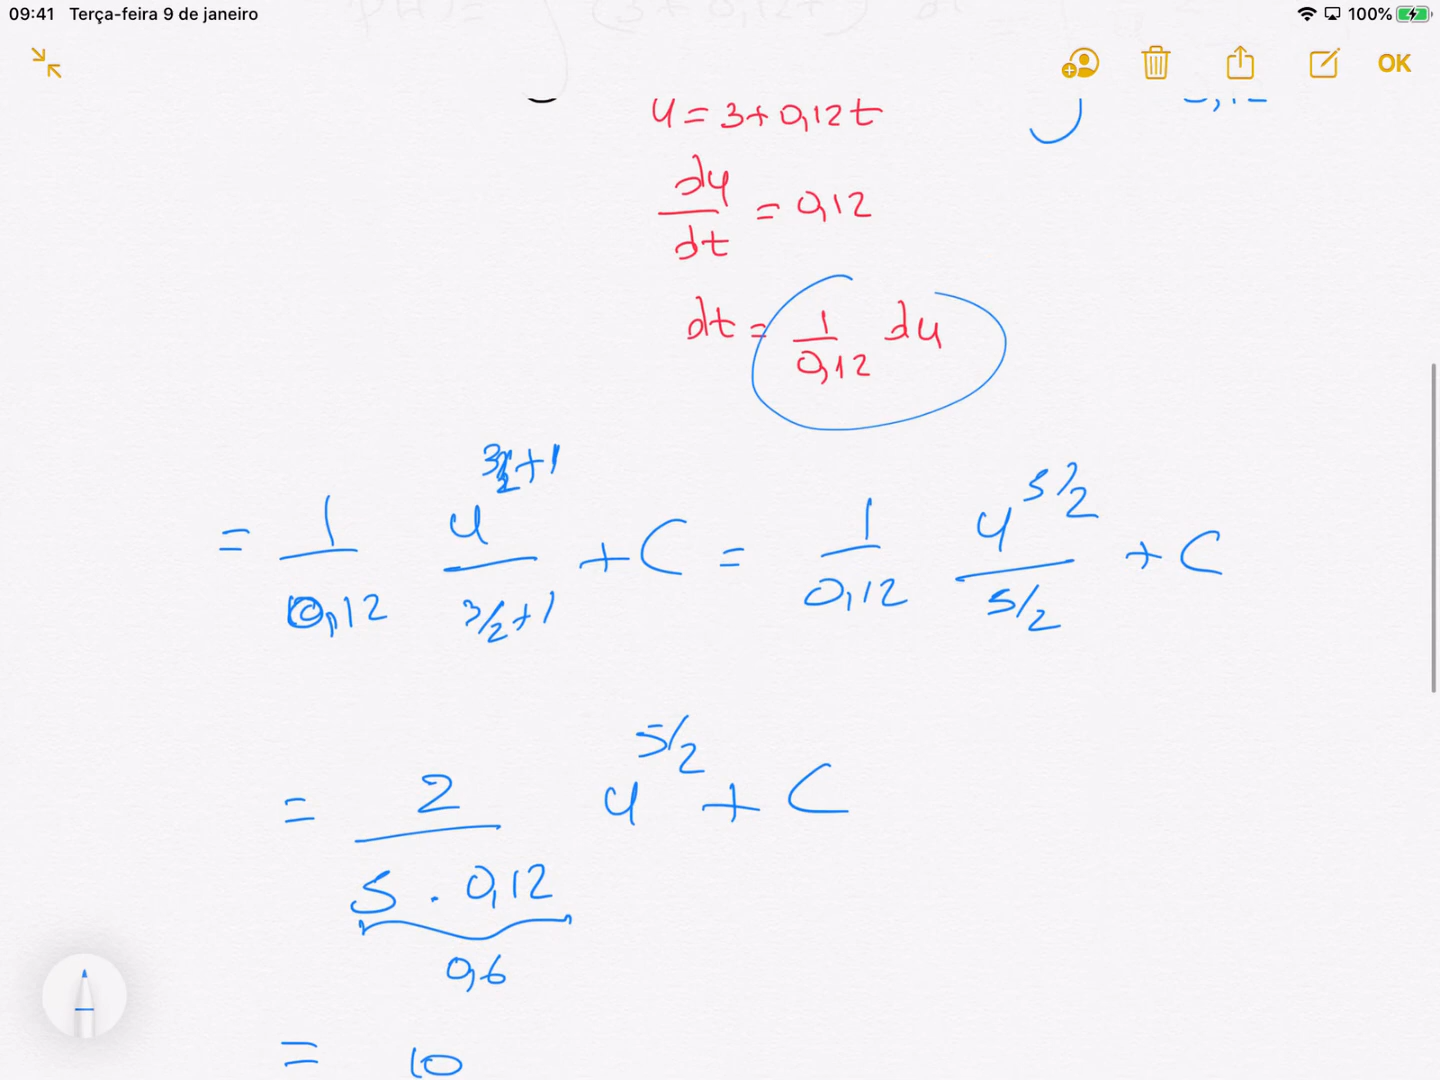 09:41 Terça-feira 9 de janeiro 100%
OK
u = 3 + 0,12t
du/dt = 0,12
dt = 1/0,12 du
= 1/0,12 u^(3/2+1)/(3/2+1) + C = 1/0,12 u^(5/2)/(5/2) + C
= 2/(5 · 0,12) u^(5/2) + C
0,6
= 10